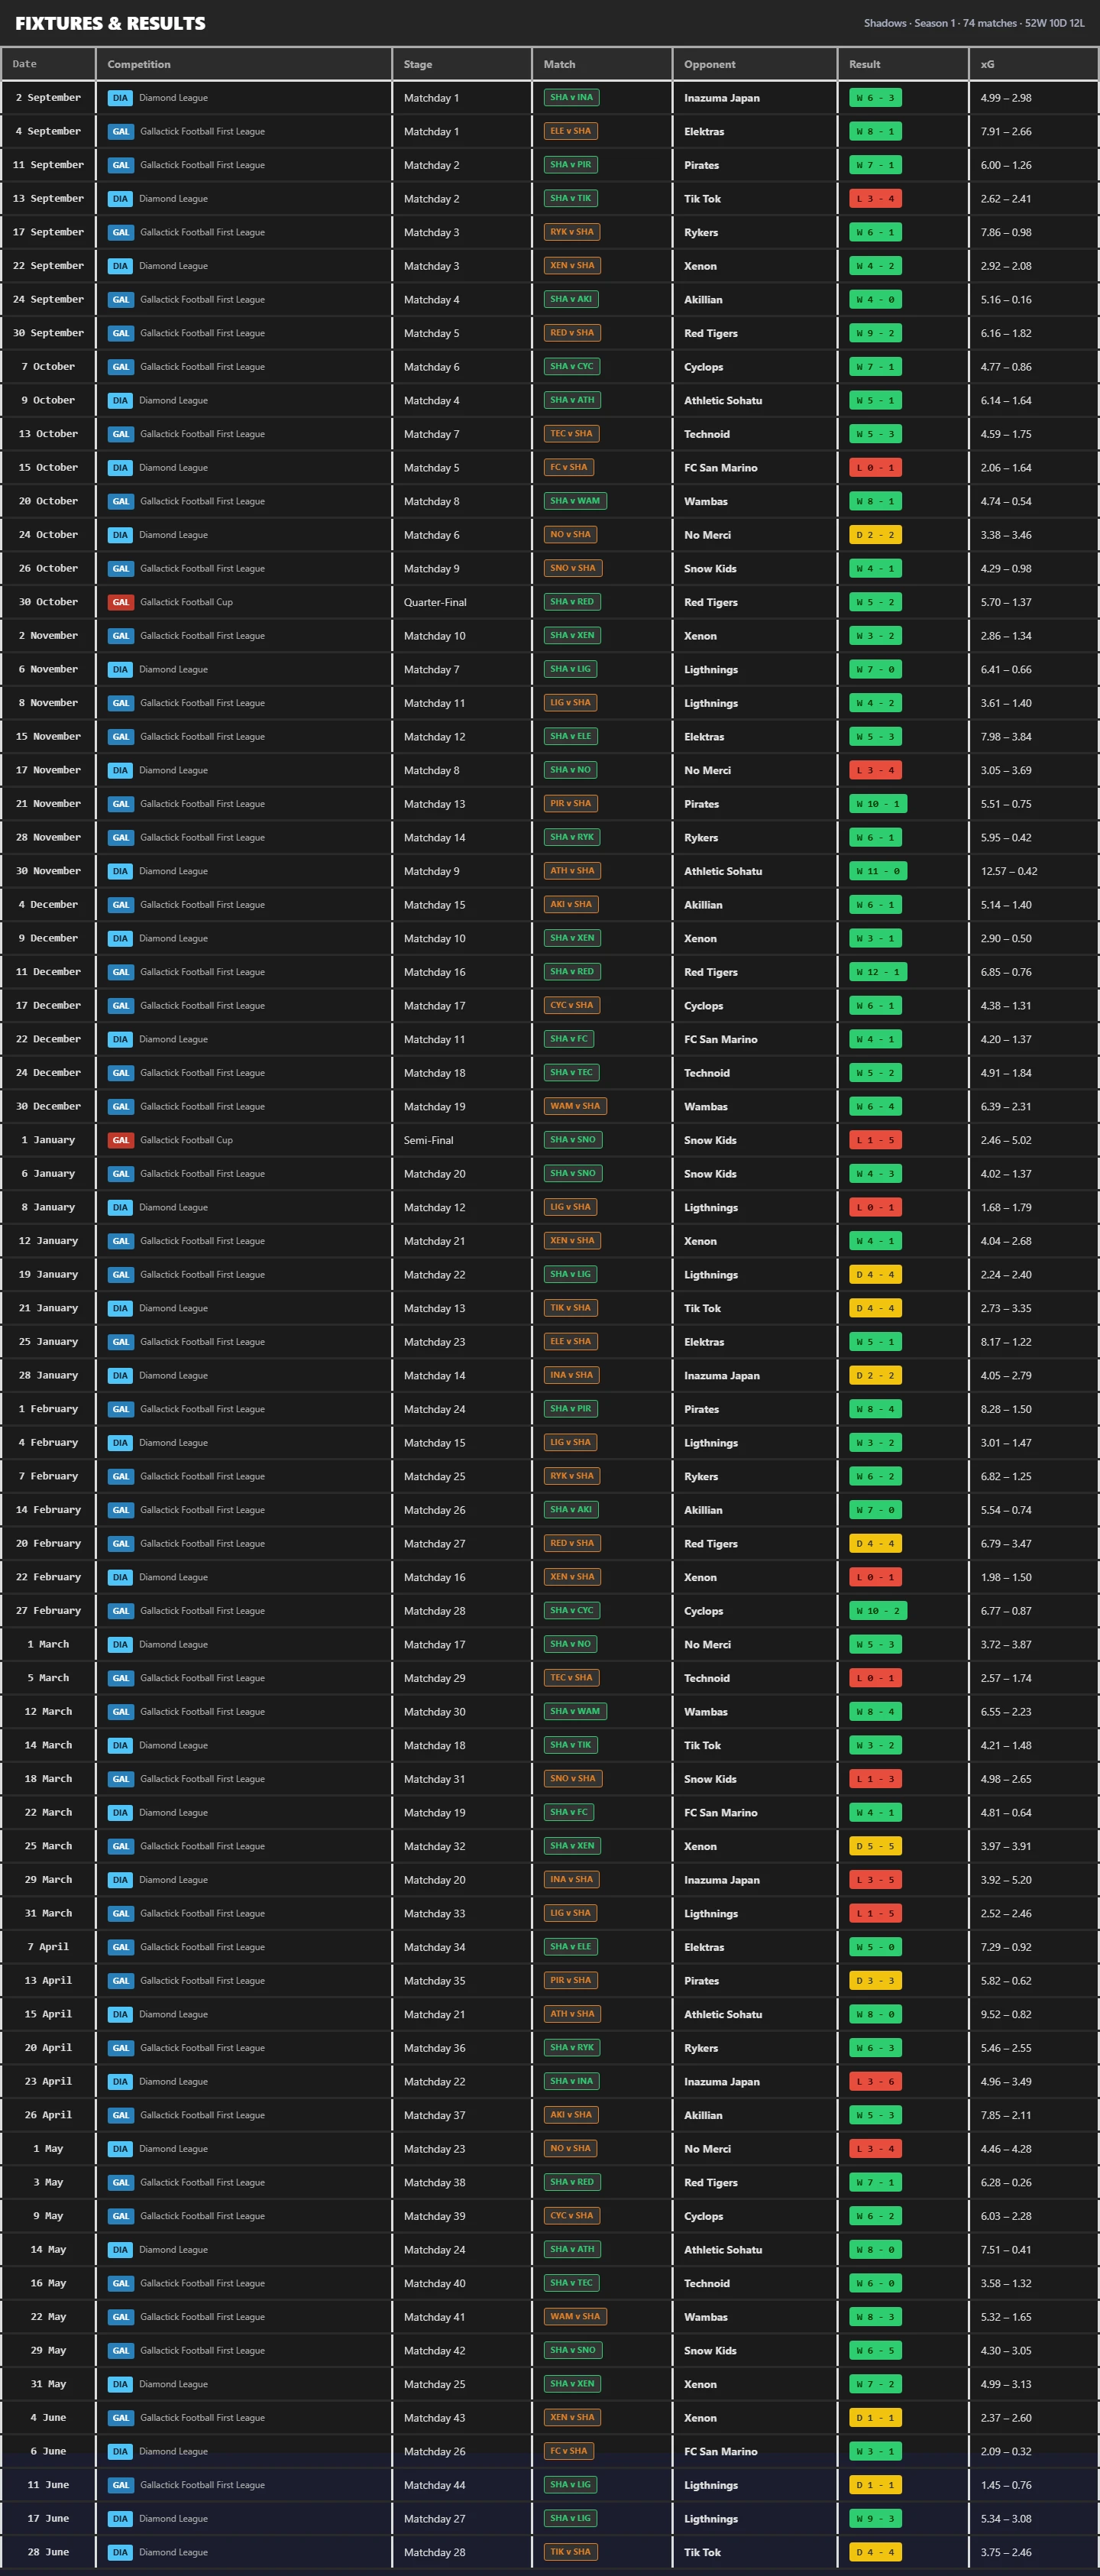 FIXTURES & RESULTS
Shadows · Season 1 · 74 matches · 52W 10D 12L
Date Competition Stage Match Opponent Result xG
2 September DIA Diamond League Matchday 1 SHA v INA Inazuma Japan W 6 - 3 4.99 – 2.98
4 September GAL Gallactick Football First League Matchday 1 ELE v SHA Elektras W 8 - 1 7.91 – 2.66
11 September GAL Gallactick Football First League Matchday 2 SHA v PIR Pirates W 7 - 1 6.00 – 1.26
13 September DIA Diamond League Matchday 2 SHA v TIK Tik Tok L 3 - 4 2.62 – 2.41
17 September GAL Gallactick Football First League Matchday 3 RYK v SHA Rykers W 6 - 1 7.86 – 0.98
22 September DIA Diamond League Matchday 3 XEN v SHA Xenon W 4 - 2 2.92 – 2.08
24 September GAL Gallactick Football First League Matchday 4 SHA v AKI Akillian W 4 - 0 5.16 – 0.16
30 September GAL Gallactick Football First League Matchday 5 RED v SHA Red Tigers W 9 - 2 6.16 – 1.82
7 October GAL Gallactick Football First League Matchday 6 SHA v CYC Cyclops W 7 - 1 4.77 – 0.86
9 October DIA Diamond League Matchday 4 SHA v ATH Athletic Sohatu W 5 - 1 6.14 – 1.64
13 October GAL Gallactick Football First League Matchday 7 TEC v SHA Technoid W 5 - 3 4.59 – 1.75
15 October DIA Diamond League Matchday 5 FC v SHA FC San Marino L 0 - 1 2.06 – 1.64
20 October GAL Gallactick Football First League Matchday 8 SHA v WAM Wambas W 8 - 1 4.74 – 0.54
24 October DIA Diamond League Matchday 6 NO v SHA No Merci D 2 - 2 3.38 – 3.46
26 October GAL Gallactick Football First League Matchday 9 SNO v SHA Snow Kids W 4 - 1 4.29 – 0.98
30 October GAL Gallactick Football Cup Quarter-Final SHA v RED Red Tigers W 5 - 2 5.70 – 1.37
2 November GAL Gallactick Football First League Matchday 10 SHA v XEN Xenon W 3 - 2 2.86 – 1.34
6 November DIA Diamond League Matchday 7 SHA v LIG Ligthnings W 7 - 0 6.41 – 0.66
8 November GAL Gallactick Football First League Matchday 11 LIG v SHA Ligthnings W 4 - 2 3.61 – 1.40
15 November GAL Gallactick Football First League Matchday 12 SHA v ELE Elektras W 5 - 3 7.98 – 3.84
17 November DIA Diamond League Matchday 8 SHA v NO No Merci L 3 - 4 3.05 – 3.69
21 November GAL Gallactick Football First League Matchday 13 PIR v SHA Pirates W 10 - 1 5.51 – 0.75
28 November GAL Gallactick Football First League Matchday 14 SHA v RYK Rykers W 6 - 1 5.95 – 0.42
30 November DIA Diamond League Matchday 9 ATH v SHA Athletic Sohatu W 11 - 0 12.57 – 0.42
4 December GAL Gallactick Football First League Matchday 15 AKI v SHA Akillian W 6 - 1 5.14 – 1.40
9 December DIA Diamond League Matchday 10 SHA v XEN Xenon W 3 - 1 2.90 – 0.50
11 December GAL Gallactick Football First League Matchday 16 SHA v RED Red Tigers W 12 - 1 6.85 – 0.76
17 December GAL Gallactick Football First League Matchday 17 CYC v SHA Cyclops W 6 - 1 4.38 – 1.31
22 December DIA Diamond League Matchday 11 SHA v FC FC San Marino W 4 - 1 4.20 – 1.37
24 December GAL Gallactick Football First League Matchday 18 SHA v TEC Technoid W 5 - 2 4.91 – 1.84
30 December GAL Gallactick Football First League Matchday 19 WAM v SHA Wambas W 6 - 4 6.39 – 2.31
1 January GAL Gallactick Football Cup Semi-Final SHA v SNO Snow Kids L 1 - 5 2.46 – 5.02
6 January GAL Gallactick Football First League Matchday 20 SHA v SNO Snow Kids W 4 - 3 4.02 – 1.37
8 January DIA Diamond League Matchday 12 LIG v SHA Ligthnings L 0 - 1 1.68 – 1.79
12 January GAL Gallactick Football First League Matchday 21 XEN v SHA Xenon W 4 - 1 4.04 – 2.68
19 January GAL Gallactick Football First League Matchday 22 SHA v LIG Ligthnings D 4 - 4 2.24 – 2.40
21 January DIA Diamond League Matchday 13 TIK v SHA Tik Tok D 4 - 4 2.73 – 3.35
25 January GAL Gallactick Football First League Matchday 23 ELE v SHA Elektras W 5 - 1 8.17 – 1.22
28 January DIA Diamond League Matchday 14 INA v SHA Inazuma Japan D 2 - 2 4.05 – 2.79
1 February GAL Gallactick Football First League Matchday 24 SHA v PIR Pirates W 8 - 4 8.28 – 1.50
4 February DIA Diamond League Matchday 15 LIG v SHA Ligthnings W 3 - 2 3.01 – 1.47
7 February GAL Gallactick Football First League Matchday 25 RYK v SHA Rykers W 6 - 2 6.82 – 1.25
14 February GAL Gallactick Football First League Matchday 26 SHA v AKI Akillian W 7 - 0 5.54 – 0.74
20 February GAL Gallactick Football First League Matchday 27 RED v SHA Red Tigers D 4 - 4 6.79 – 3.47
22 February DIA Diamond League Matchday 16 XEN v SHA Xenon L 0 - 1 1.98 – 1.50
27 February GAL Gallactick Football First League Matchday 28 SHA v CYC Cyclops W 10 - 2 6.77 – 0.87
1 March DIA Diamond League Matchday 17 SHA v NO No Merci W 5 - 3 3.72 – 3.87
5 March GAL Gallactick Football First League Matchday 29 TEC v SHA Technoid L 0 - 1 2.57 – 1.74
12 March GAL Gallactick Football First League Matchday 30 SHA v WAM Wambas W 8 - 4 6.55 – 2.23
14 March DIA Diamond League Matchday 18 SHA v TIK Tik Tok W 3 - 2 4.21 – 1.48
18 March GAL Gallactick Football First League Matchday 31 SNO v SHA Snow Kids L 1 - 3 4.98 – 2.65
22 March DIA Diamond League Matchday 19 SHA v FC FC San Marino W 4 - 1 4.81 – 0.64
25 March GAL Gallactick Football First League Matchday 32 SHA v XEN Xenon D 5 - 5 3.97 – 3.91
29 March DIA Diamond League Matchday 20 INA v SHA Inazuma Japan L 3 - 5 3.92 – 5.20
31 March GAL Gallactick Football First League Matchday 33 LIG v SHA Ligthnings L 1 - 5 2.52 – 2.46
7 April GAL Gallactick Football First League Matchday 34 SHA v ELE Elektras W 5 - 0 7.29 – 0.92
13 April GAL Gallactick Football First League Matchday 35 PIR v SHA Pirates D 3 - 3 5.82 – 0.62
15 April DIA Diamond League Matchday 21 ATH v SHA Athletic Sohatu W 8 - 0 9.52 – 0.82
20 April GAL Gallactick Football First League Matchday 36 SHA v RYK Rykers W 6 - 3 5.46 – 2.55
23 April DIA Diamond League Matchday 22 SHA v INA Inazuma Japan L 3 - 6 4.96 – 3.49
26 April GAL Gallactick Football First League Matchday 37 AKI v SHA Akillian W 5 - 3 7.85 – 2.11
1 May DIA Diamond League Matchday 23 NO v SHA No Merci L 3 - 4 4.46 – 4.28
3 May GAL Gallactick Football First League Matchday 38 SHA v RED Red Tigers W 7 - 1 6.28 – 0.26
9 May GAL Gallactick Football First League Matchday 39 CYC v SHA Cyclops W 6 - 2 6.03 – 2.28
14 May DIA Diamond League Matchday 24 SHA v ATH Athletic Sohatu W 8 - 0 7.51 – 0.41
16 May GAL Gallactick Football First League Matchday 40 SHA v TEC Technoid W 6 - 0 3.58 – 1.32
22 May GAL Gallactick Football First League Matchday 41 WAM v SHA Wambas W 8 - 3 5.32 – 1.65
29 May GAL Gallactick Football First League Matchday 42 SHA v SNO Snow Kids W 6 - 5 4.30 – 3.05
31 May DIA Diamond League Matchday 25 SHA v XEN Xenon W 7 - 2 4.99 – 3.13
4 June GAL Gallactick Football First League Matchday 43 XEN v SHA Xenon D 1 - 1 2.37 – 2.60
6 June DIA Diamond League Matchday 26 FC v SHA FC San Marino W 3 - 1 2.09 – 0.32
11 June GAL Gallactick Football First League Matchday 44 SHA v LIG Ligthnings D 1 - 1 1.45 – 0.76
17 June DIA Diamond League Matchday 27 SHA v LIG Ligthnings W 9 - 3 5.34 – 3.08
28 June DIA Diamond League Matchday 28 TIK v SHA Tik Tok D 4 - 4 3.75 – 2.46